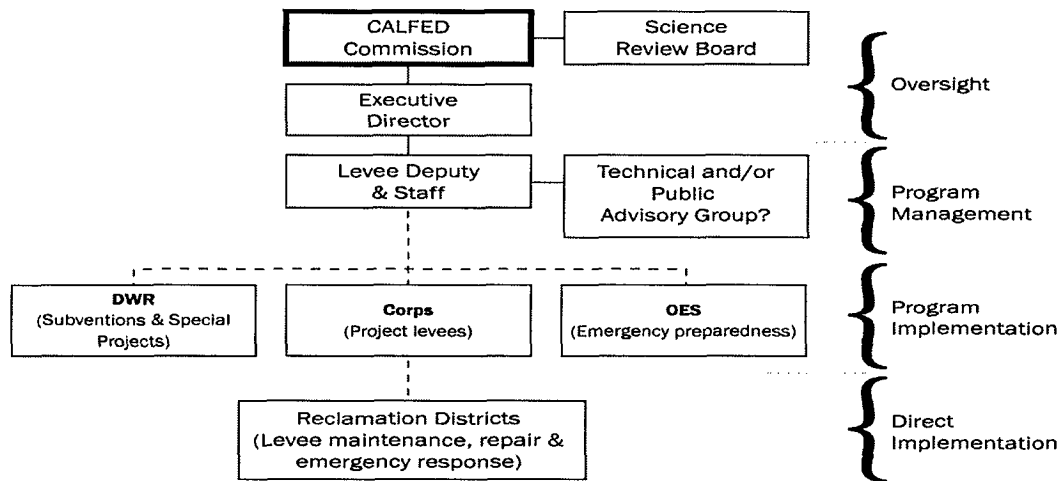 CALFED
Commission
Science
Review Board
Oversight
Executive
Director
Levee Deputy
& Staff
Technical and/or
Public
Advisory Group?
Program
Management
DWR
(Subventions & Special
Projects)
Corps
(Project levees)
OES
(Emergency preparedness)
Program
Implementation
Reclamation Districts
(Levee maintenance, repair &
emergency response)
Direct
Implementation